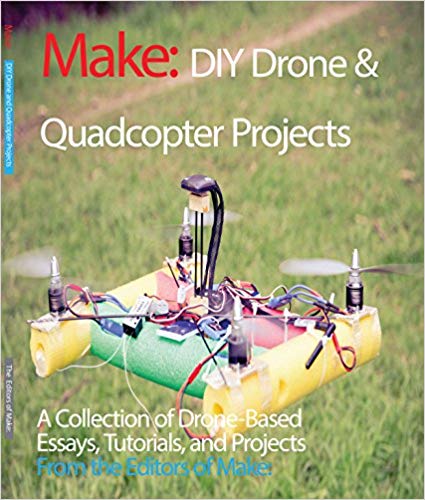 Make: DIY Drone &
Quadcopter Projects
A Collection of Drone-Based
Essays, Tutorials, and Projects
From the Editors of Make:
Make: DIY Drone and Quadcopter Projects The Editors of Make: